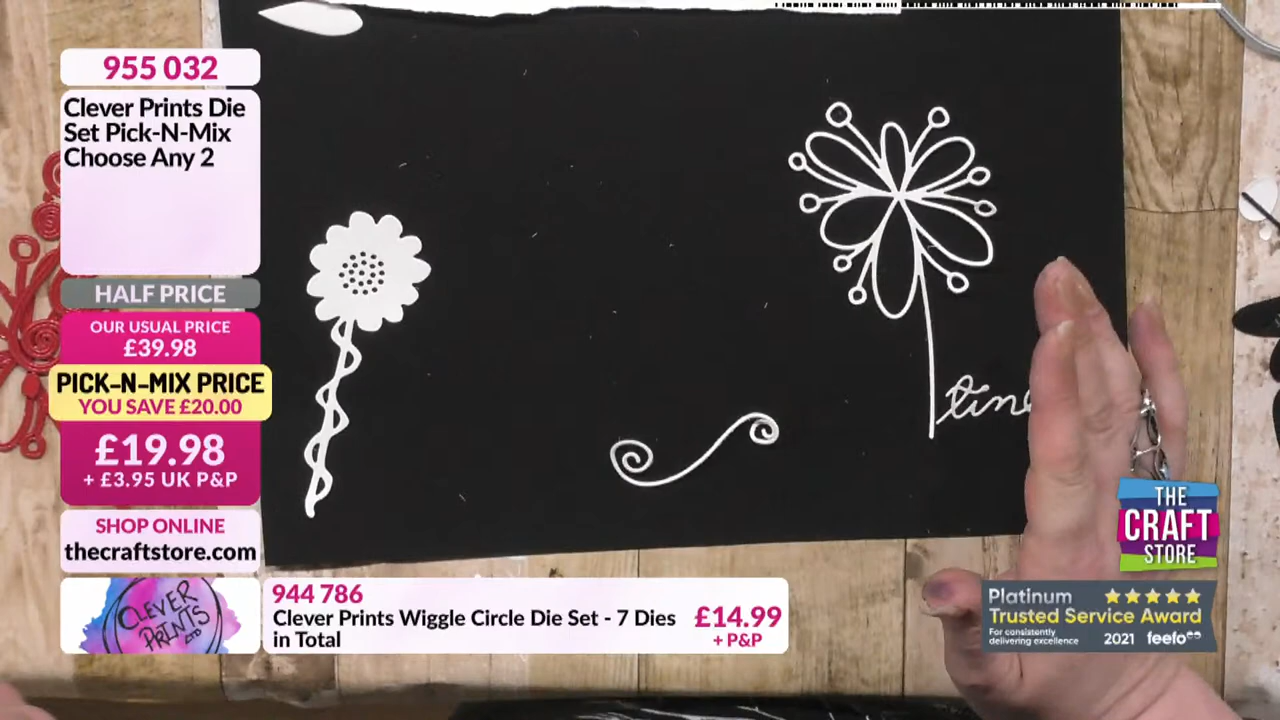 955 032
Clever Prints Die
Set Pick-N-Mix
Choose Any 2
HALF PRICE
OUR USUAL PRICE
£39.98
PICK-N-MIX PRICE
YOU SAVE £20.00
£19.98
+ £3.95 UK P&P
SHOP ONLINE
thecraftstore.com
CLEVER
PRINTS LTD
944 786
Clever Prints Wiggle Circle Die Set - 7 Dies
in Total
£14.99
+ P&P
THE
CRAFT
STORE
Platinum
Trusted Service Award
For consistently
delivering excellence
2021 feefo